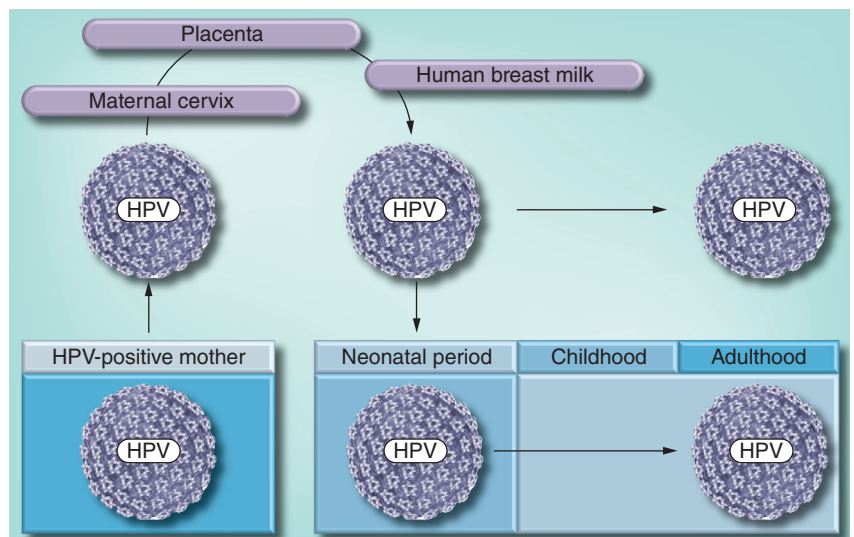 Placenta
Human breast milk
Maternal cervix
HPV
HPV
HPV
HPV-positive mother
Neonatal period
Childhood
Adulthood
HPV
HPV
HPV